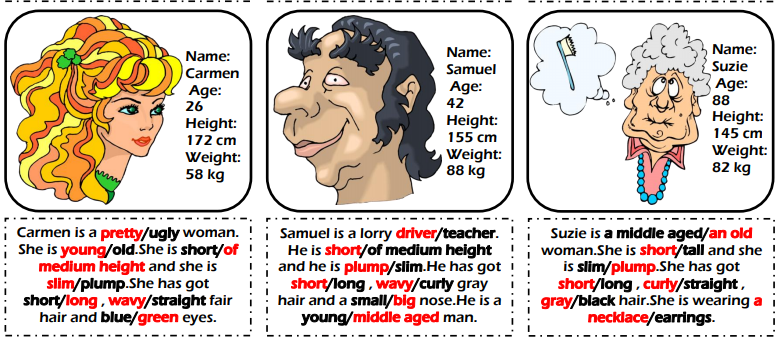 Name:
Carmen
Age:
26
Height:
172 cm
Weight:
58 kg
Carmen is a pretty/ugly woman.
She is young/old.She is short/of
medium height and she is
slim/plump.She has got
short/long , wavy/straight fair
hair and blue/green eyes.
Name:
Samuel
Age:
42
Height:
155 cm
Weight:
88 kg
Samuel is a lorry driver/teacher.
He is short/of medium height
and he is plump/slim.He has got
short/long , wavy/curly gray
hair and a small/big nose.He is a
young/middle aged man.
Name:
Suzie
Age:
88
Height:
145 cm
Weight:
82 kg
Suzie is a middle aged/an old
woman.She is short/tall and she
is slim/plump.She has got
short/long , curly/straight ,
gray/black hair.She is wearing a
necklace/earrings.